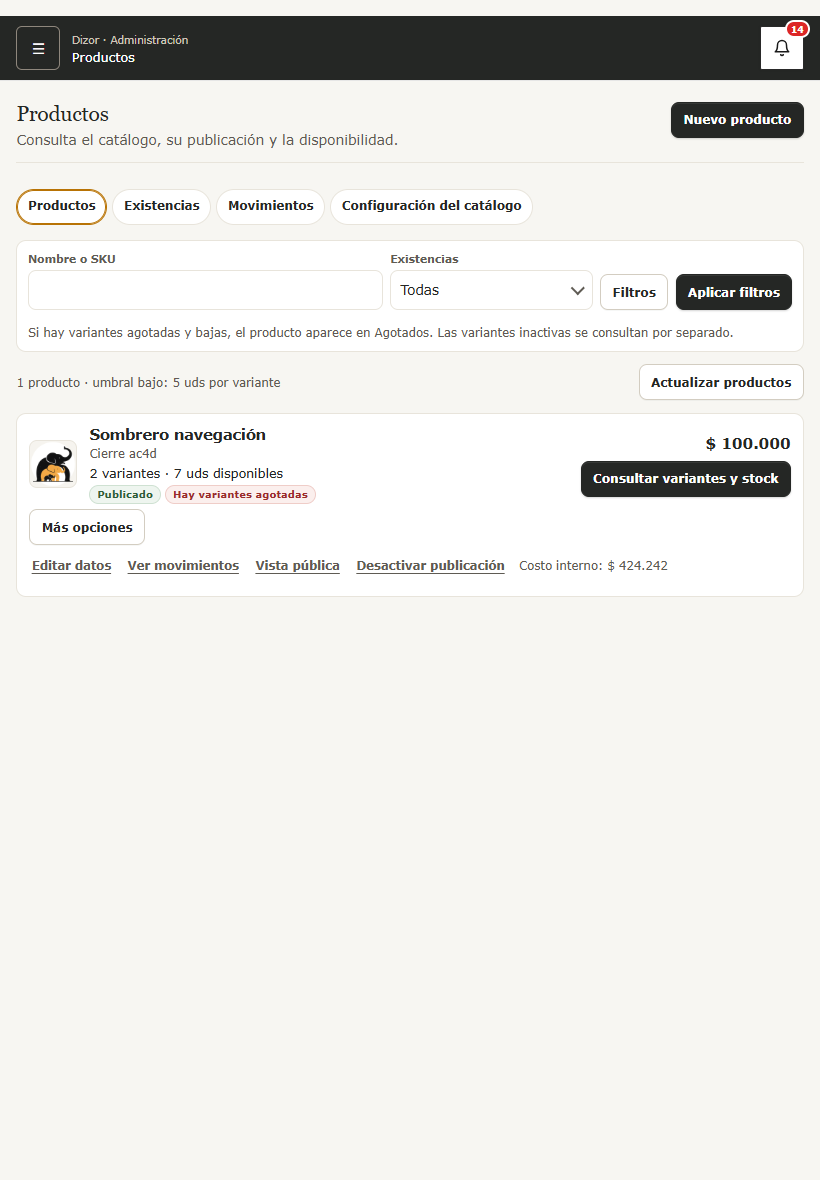 Dizor · Administración
Productos
14
Productos
Consulta el catálogo, su publicación y la disponibilidad.
Nuevo producto
Productos
Existencias
Movimientos
Configuración del catálogo
Nombre o SKU
Existencias
Todas
Filtros
Aplicar filtros
Si hay variantes agotadas y bajas, el producto aparece en Agotados. Las variantes inactivas se consultan por separado.
1 producto · umbral bajo: 5 uds por variante
Actualizar productos
Sombrero navegación
Cierre ac4d
2 variantes · 7 uds disponibles
Publicado
Hay variantes agotadas
$ 100.000
Consultar variantes y stock
Más opciones
Editar datos
Ver movimientos
Vista pública
Desactivar publicación
Costo interno: $ 424.242